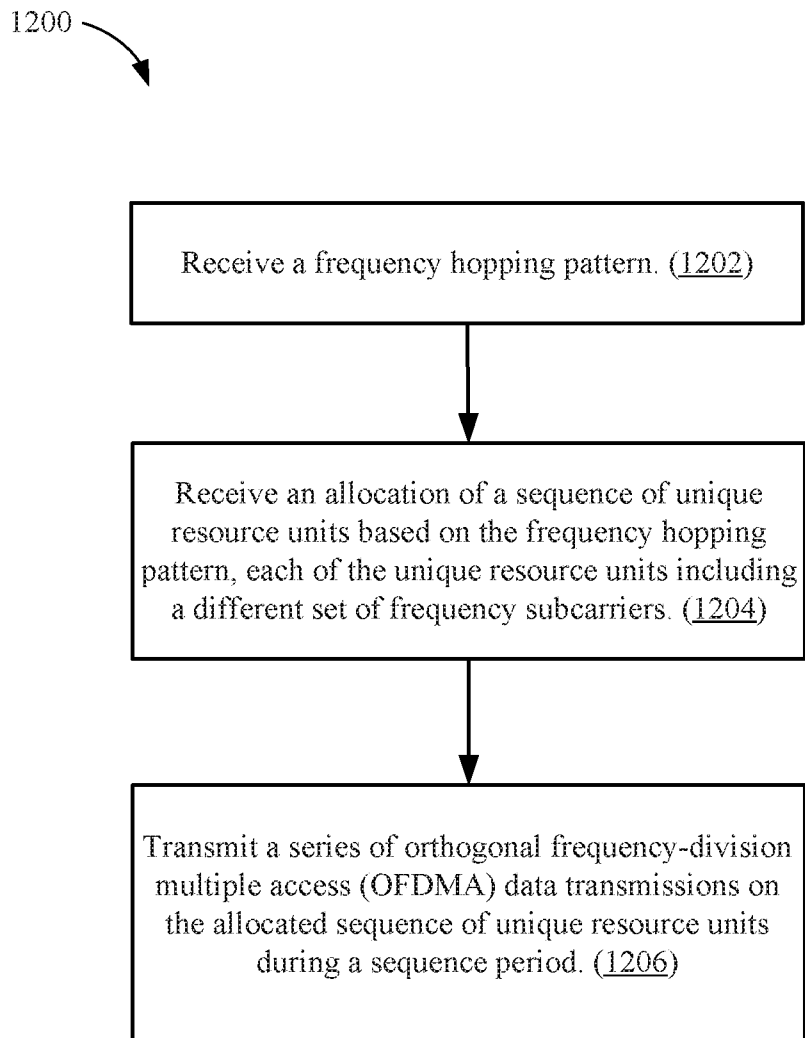 1200
Receive a frequency hopping pattern. (1202)
Receive an allocation of a sequence of unique
resource units based on the frequency hopping
pattern, each of the unique resource units including
a different set of frequency subcarriers. (1204)
Transmit a series of orthogonal frequency-division
multiple access (OFDMA) data transmissions on
the allocated sequence of unique resource units
during a sequence period. (1206)